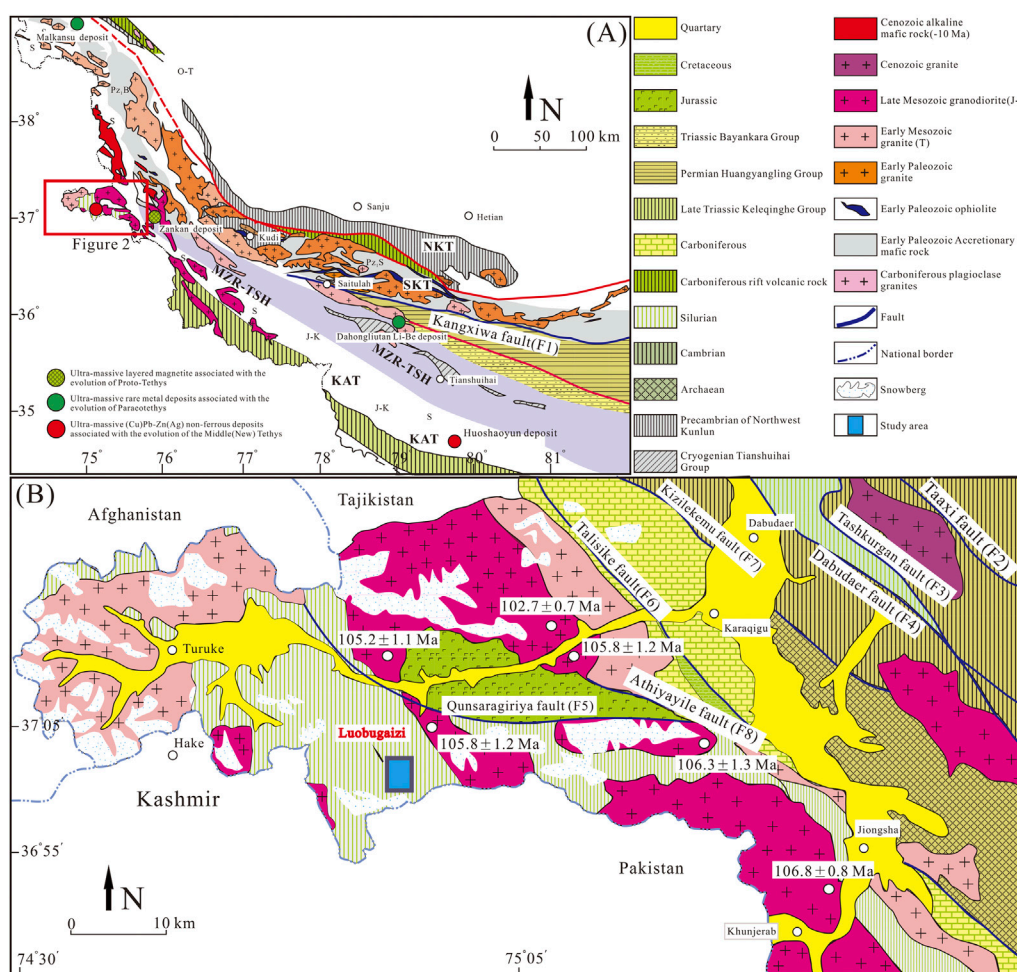 (A)
Malkansu deposit
S
O-T
Pz₁B
38°
S
N
0 50 100 km
37°
Sanju
Hetian
Zankan deposit
Kudi
NKT
Figure 2
Pz₁S
MZR-TSH
Saitulah
SKT
S
36°
S
J-K
Kangxiwa fault(F1)
Dahongliutan Li-Be deposit
MZR-TSH
Tianshuihai
KAT
Ultra-massive layered magnetite associated with the
evolution of Proto-Tethys
Ultra-massive rare metal deposits associated with the
evolution of Paraeotethys
Ultra-massive (Cu)Pb-Zn(Ag) non-ferrous deposits
associated with the evolution of the Middle(New) Tethys
35
J-K
S
KAT
Huoshaoyun deposit
75°
76°
77°
78°
79°
80°
81°
Quartary
Cretaceous
Jurassic
Triassic Bayankara Group
Permian Huangyangling Group
Late Triassic Keleqinghe Group
Carboniferous
Carboniferous rift volcanic rock
Silurian
Cambrian
Archaean
Precambrian of Northwest
Kunlun
Cryogenian Tianshuihai
Group
Cenozoic alkaline
mafic rock(-10 Ma)
Cenozoic granite
Late Mesozoic granodiorite(J-
Early Mesozoic
granite (T)
Early Paleozoic
granite
Early Paleozoic ophiolite
Early Paleozoic Accretionary
mafic rock
Carboniferous plagioclase
granites
Fault
National border
Snowberg
Study area
(B)
Afghanistan
Tajikistan
Talisike fault(F6)
Kizilekemu fault(F7)
Dabudaer
Taaxi fault(F2)
Tashkurgan fault(F3)
Dabudaer fault(F4)
102.7±0.7 Ma
Karaqigu
105.2±1.1 Ma
105.8±1.2 Ma
Turuke
Athiyayile fault(F8)
Qunsaragiriya fault(F5)
37°05′
Luobugaizi
Hake
105.8±1.2 Ma
106.3±1.3 Ma
Kashmir
36°55′
Pakistan
Jiongsha
106.8±0.8 Ma
N
0 10 km
Khunjerab
74°30′
75°05′